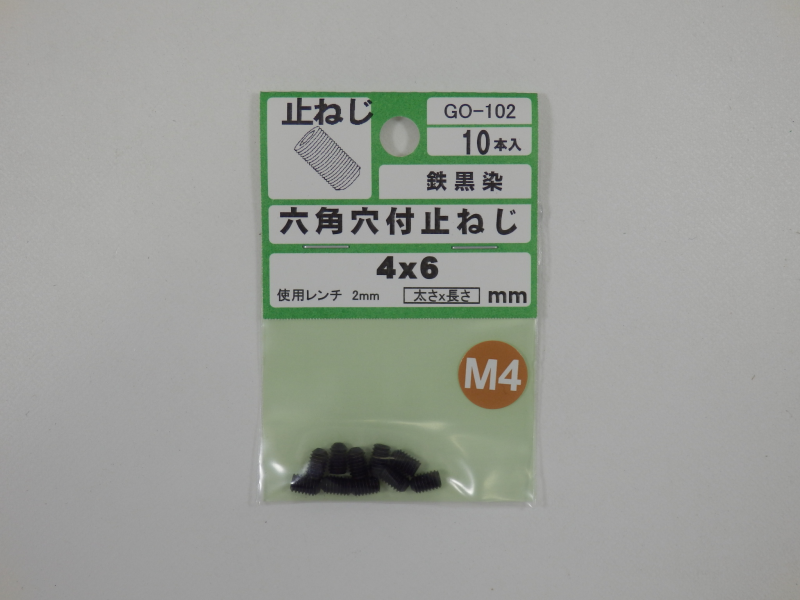 止ねじ
GO-102
10本入
鉄黒染
六角穴付止ねじ
4x6
使用レンチ 2mm 太さx長さ mm
M4